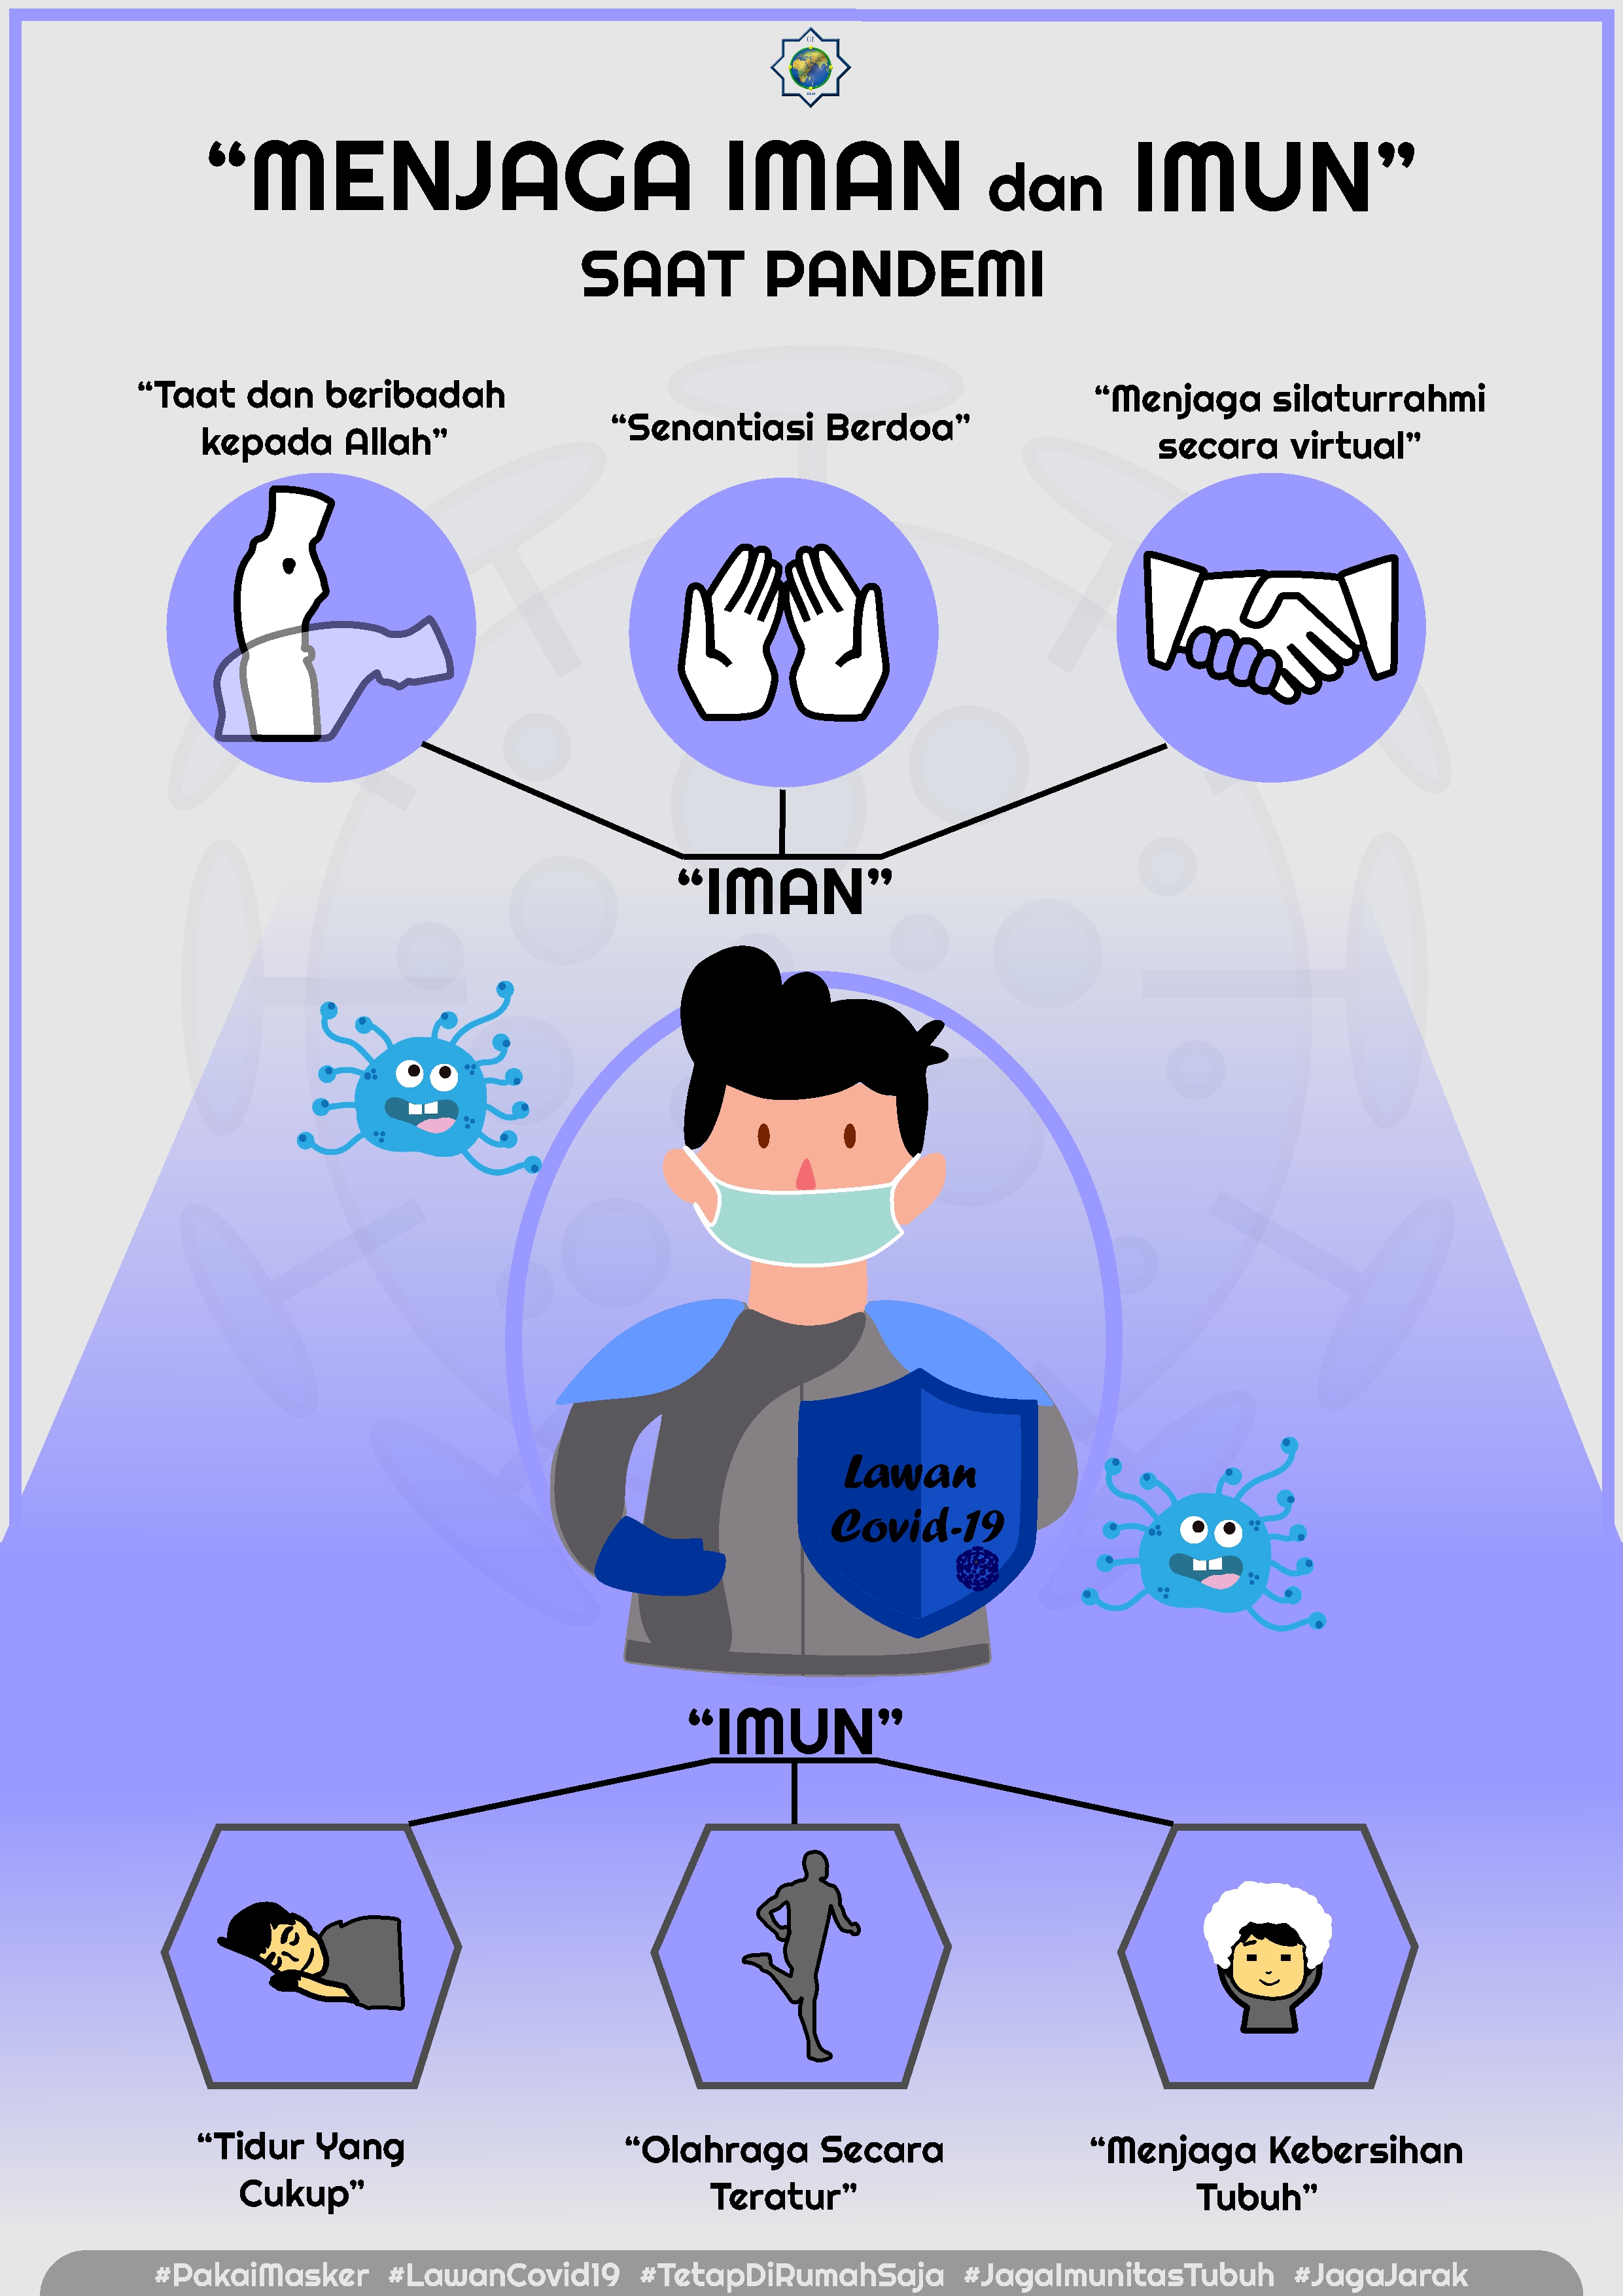 “MENJAGA IMAN dan IMUN”
SAAT PANDEMI
“Taat dan beribadah
kepada Allah”
“Senantiasi Berdoa”
“Menjaga silaturrahmi
secara virtual”
“IMAN”
Lawan
Covid-19
“IMUN”
“Tidur Yang
Cukup”
“Olahraga Secara
Teratur”
“Menjaga Kebersihan
Tubuh”
#PakaiMasker #LawanCovid19 #TetapDiRumahSaja #JagaImunitasTubuh #JagaJarak